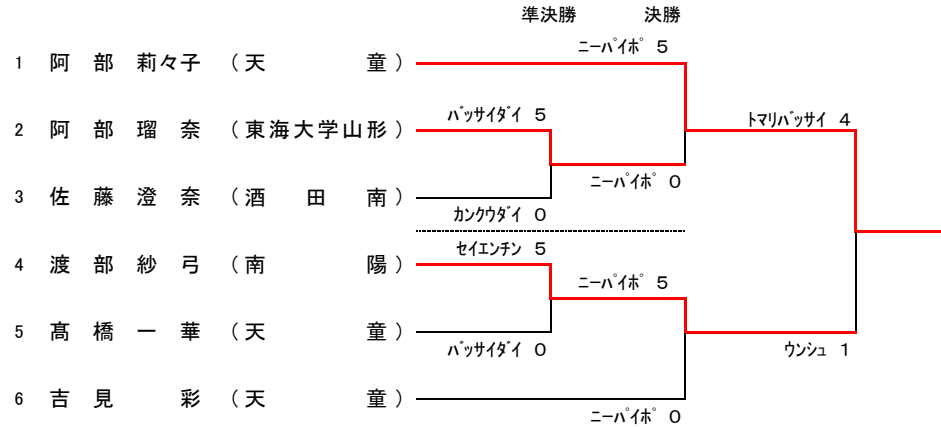 準決勝 決勝
ニーパイポ 5
1 阿部 莉々子 (天童)
バッサイダイ 5
トマリバッサイ 4
2 阿部 瑠奈 (東海大学山形)
ニーパイポ 0
3 佐藤 澄奈 (酒田南)
カンクウダイ 0
セイエンチン 5
4 渡部 紗弓 (南陽)
ニーパイポ 5
5 髙橋 一華 (天童)
バッサイダイ 0
ウンシュ 1
6 吉見 彩 (天童)
ニーパイポ 0